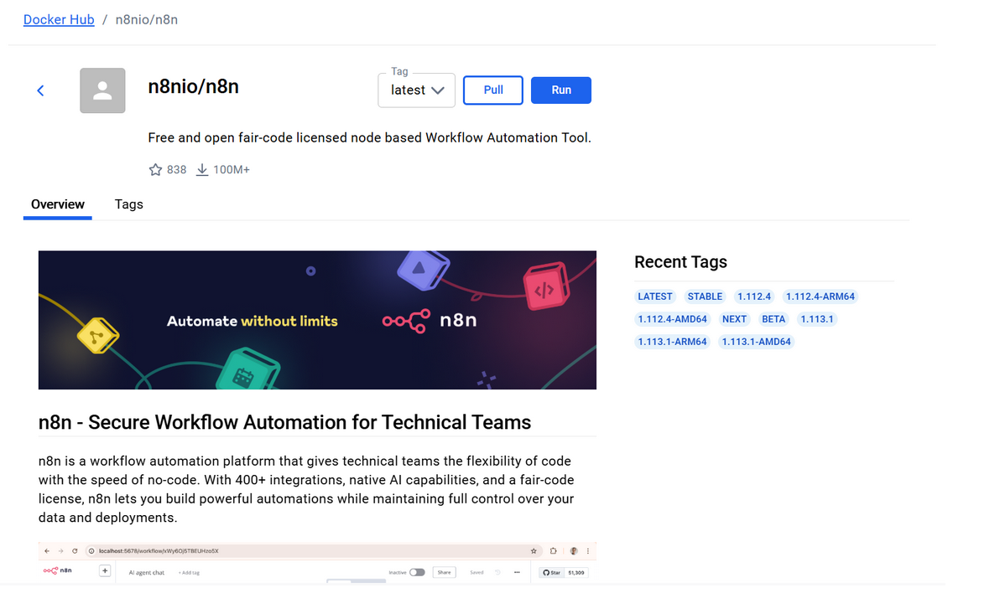 Docker Hub / n8nio/n8n
n8nio/n8n
Tag
latest
Pull
Run
Free and open fair-code licensed node based Workflow Automation Tool.
838 100M+
Overview Tags
Automate without limits n8n
n8n - Secure Workflow Automation for Technical Teams
n8n is a workflow automation platform that gives technical teams the flexibility of code
with the speed of no-code. With 400+ integrations, native AI capabilities, and a fair-code
license, n8n lets you build powerful automations while maintaining full control over your
data and deployments.
n8n + AI agent chat + Add tag Inactive Share Saved ... Star 51,309
Recent Tags
LATEST STABLE 1.112.4 1.112.4-ARM64
1.112.4-AMD64 NEXT BETA 1.113.1
1.113.1-ARM64 1.113.1-AMD64